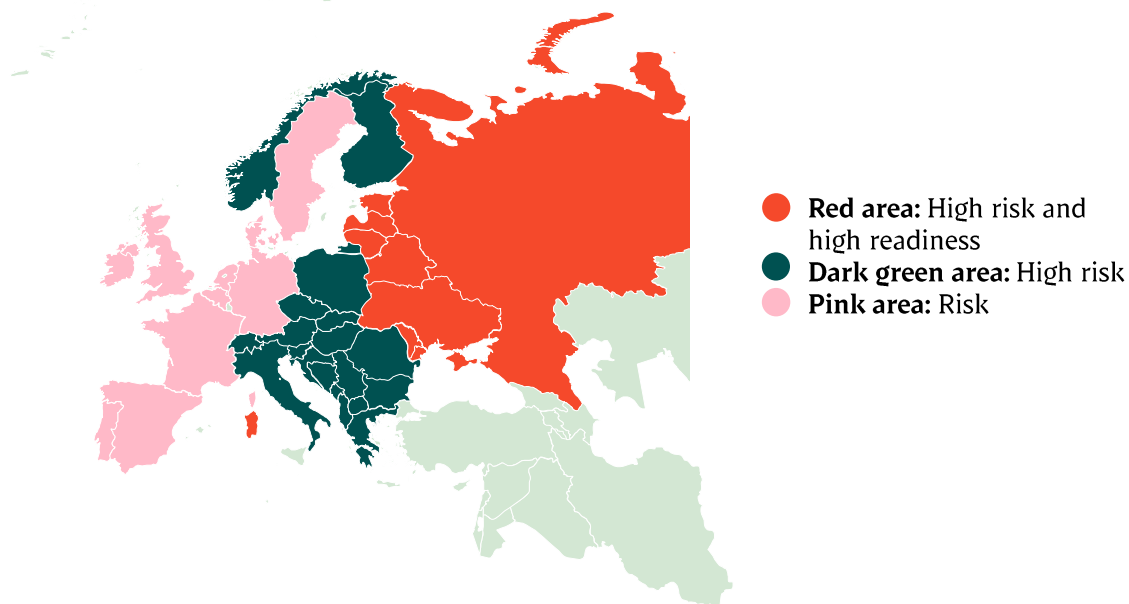 Red area: High risk and
high readiness
Dark green area: High risk
Pink area: Risk